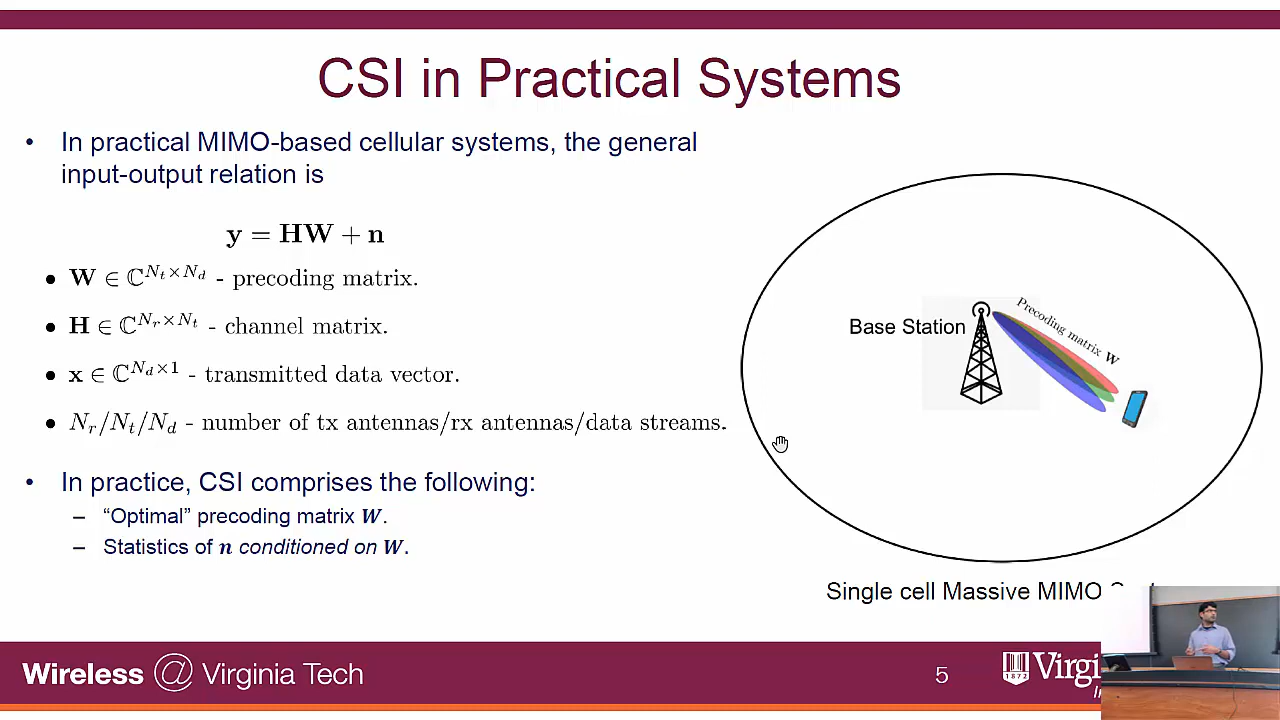 CSI in Practical Systems
• In practical MIMO-based cellular systems, the general
input-output relation is
y = HW + n
• W ∈ ℂ^{N_t×N_d} - precoding matrix.
• H ∈ ℂ^{N_r×N_t} - channel matrix.
• x ∈ ℂ^{N_d×1} - transmitted data vector.
• N_r/N_t/N_d - number of tx antennas/rx antennas/data streams.
• In practice, CSI comprises the following:
– “Optimal” precoding matrix W.
– Statistics of n conditioned on W.
Base Station
Precoding matrix W
Single cell Massive MIMO
Wireless @ Virginia Tech
5
1872